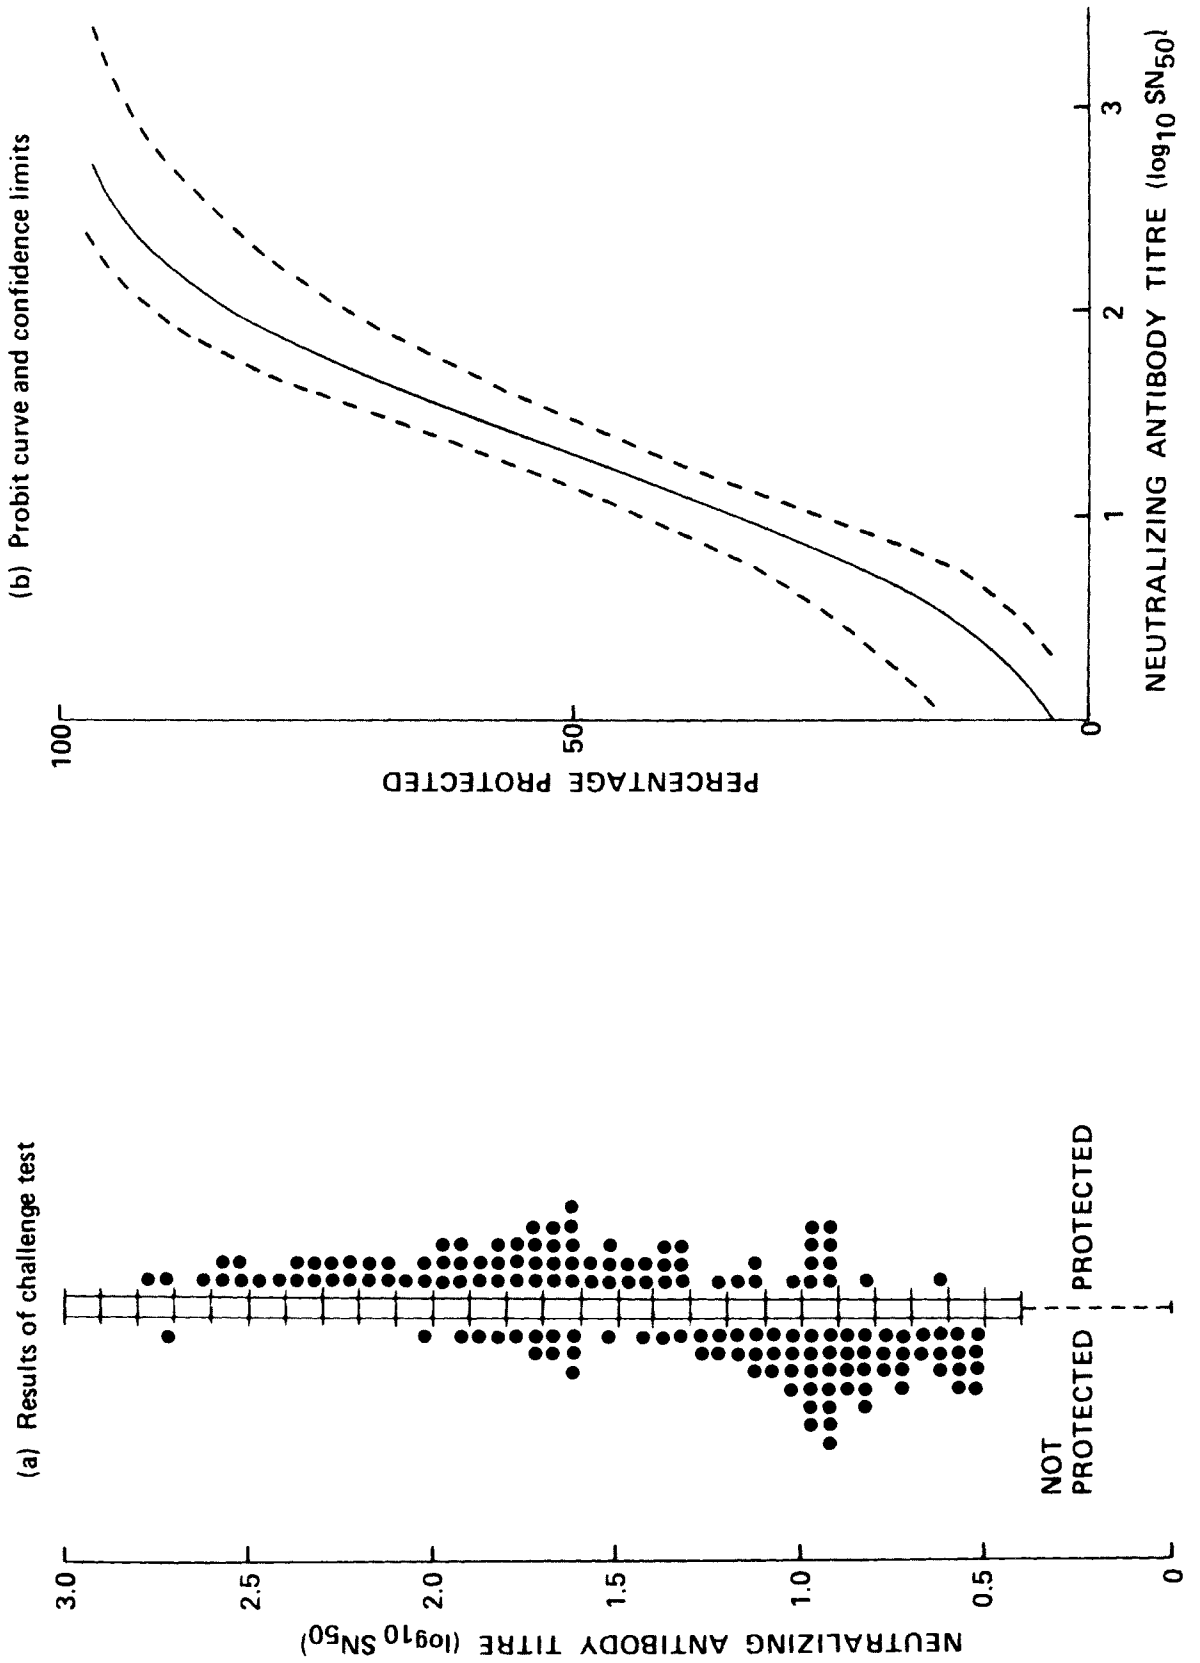 (a) Results of challenge test
NEUTRALIZING ANTIBODY TITRE (log10 SN50)
3.0
2.5
2.0
1.5
1.0
0.5
0
NOT
PROTECTED
PROTECTED
(b) Probit curve and confidence limits
PERCENTAGE PROTECTED
100
50
0
1
2
3
NEUTRALIZING ANTIBODY TITRE (log10 SN50)